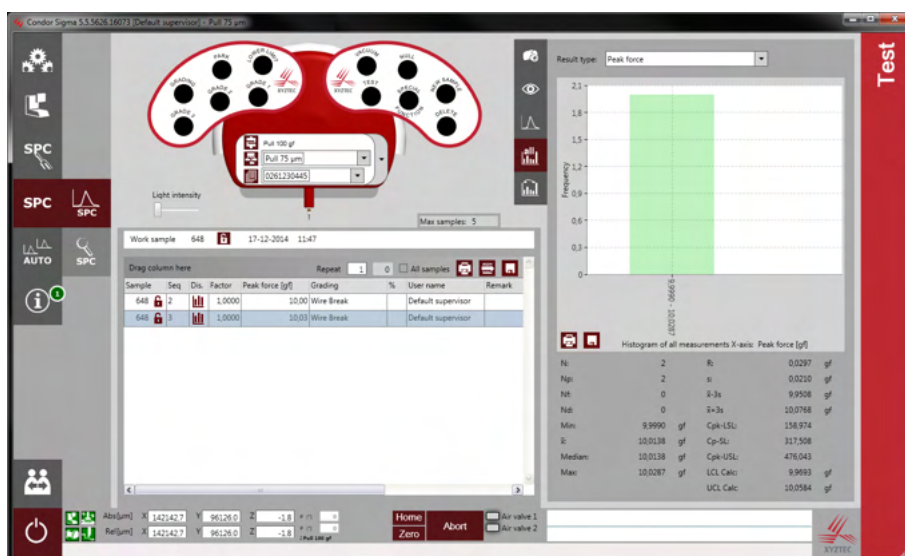 Condor Sigma 5.5.5626.16073 [Default supervisor] - Pull 75 µm
SPC
SPC
SPC
AUTO
SPC
1
GRADING
PARK
LOWER LIMIT
GRADE 3
GRADE 2
XYZTEC
VACUUM
NULL
TEST
SPECIAL FUNCTION
NEW SAMPLE
DELETE
XYZTEC
Pull 100 gf
Pull 75 µm
0261230445
1
Light intensity
Max samples: 5
Work sample 648 17-12-2014 11:47
Drag column here Repeat 1 0 All samples
Sample Seq Dis. Factor Peak force [gf] Grading % User name Remark
648 2 1,0000 10,00 Wire Break Default supervisor
648 3 1,0000 10,03 Wire Break Default supervisor
all
Result type: Peak force
Frequency
2,1
1,8
1,5
1,2
0,9
0,6
0,3
0
9,9990 - 10,0287
Histogram of all measurements X-axis: Peak force [gf]
N: 2 R: 0,0297 gf
Np: 2 s: 0,0210 gf
Nf: 0 x̄-3s 9,9508 gf
Nd: 0 x̄+3s 10,0768 gf
Min: 9,9990 gf Cpk-LSL: 158,974
x̄: 10,0138 gf Cp-SL: 317,508
Median: 10,0138 gf Cpk-USL: 476,043
Max: 10,0287 gf LCL Calc: 9,9693 gf
UCL Calc: 10,0584 gf
Test
Abs[µm] X 142142.7 Y 96126.0 Z -1.8
Rel[µm] X 142142.7 Y 96126.0 Z -1.8
J Pull 100 gf
Home
Zero
Abort
Air valve 1
Air valve 2
XYZTEC